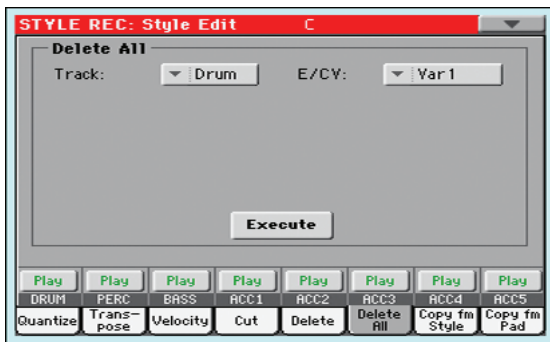 STYLE REC: Style Edit C
Delete All
Track: Drum E/CV: Var1
Execute
Play Play Play Play Play Play Play Play
DRUM PERC BASS ACC1 ACC2 ACC3 ACC4 ACC5
Quantize Trans-pose Velocity Cut Delete Delete All Copy fm Style Copy fm Pad